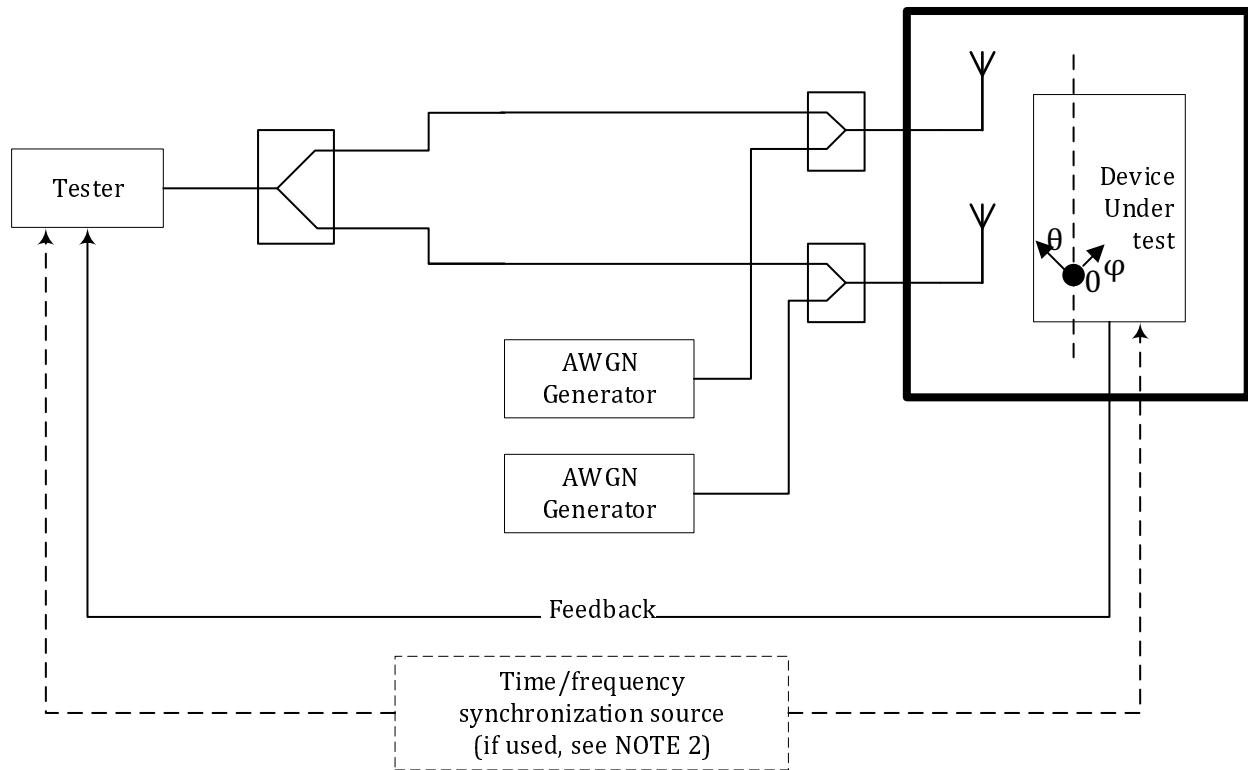 Tester
Device
Under
test
θ
φ
0
AWGN
Generator
AWGN
Generator
Feedback
Time/frequency
synchronization source
(if used, see NOTE 2)